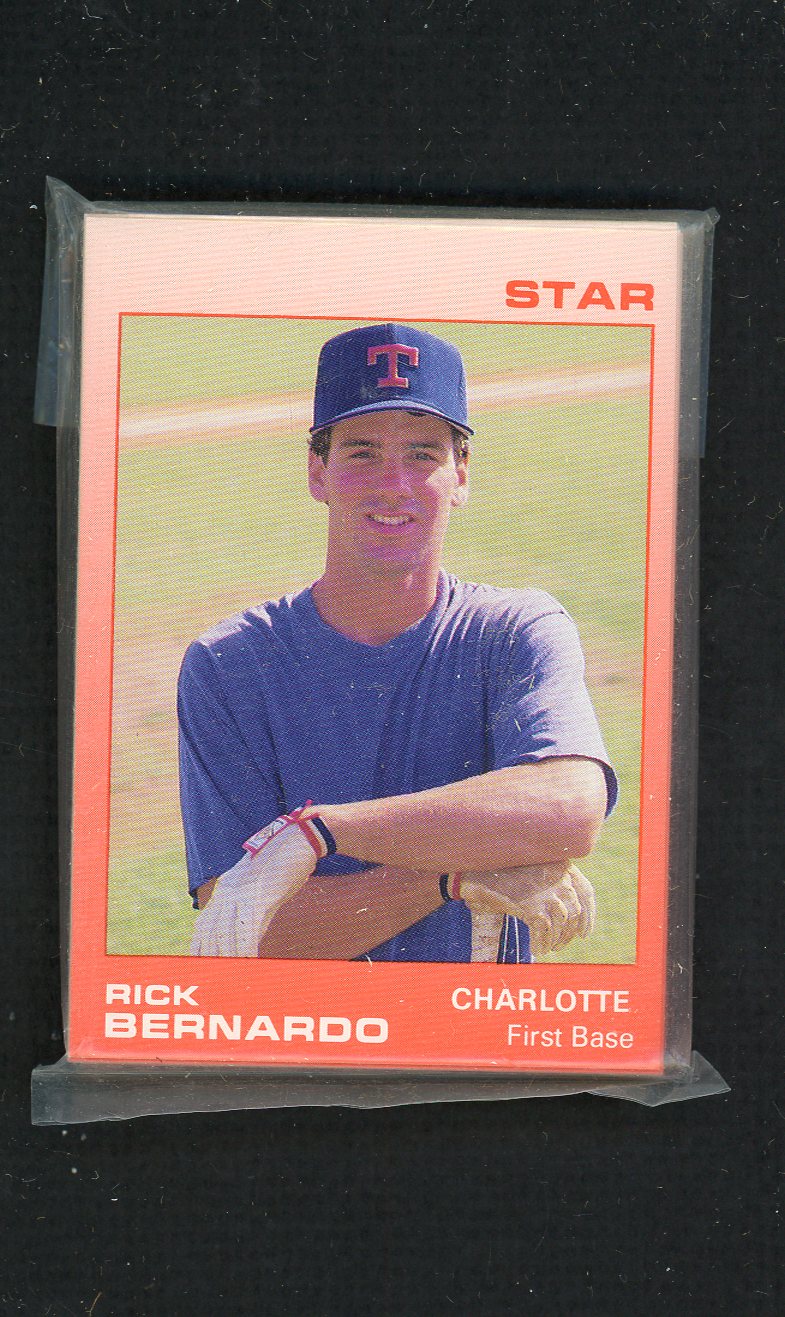 STAR
T
RICK
BERNARDO
CHARLOTTE
First Base